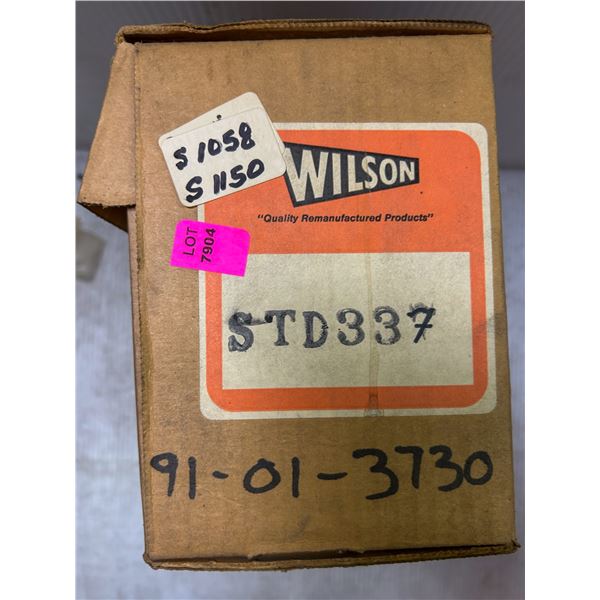 S 1058
S 1150
WILSON
"Quality Remanufactured Products"
LOT
7904
STD337
91-01-3730